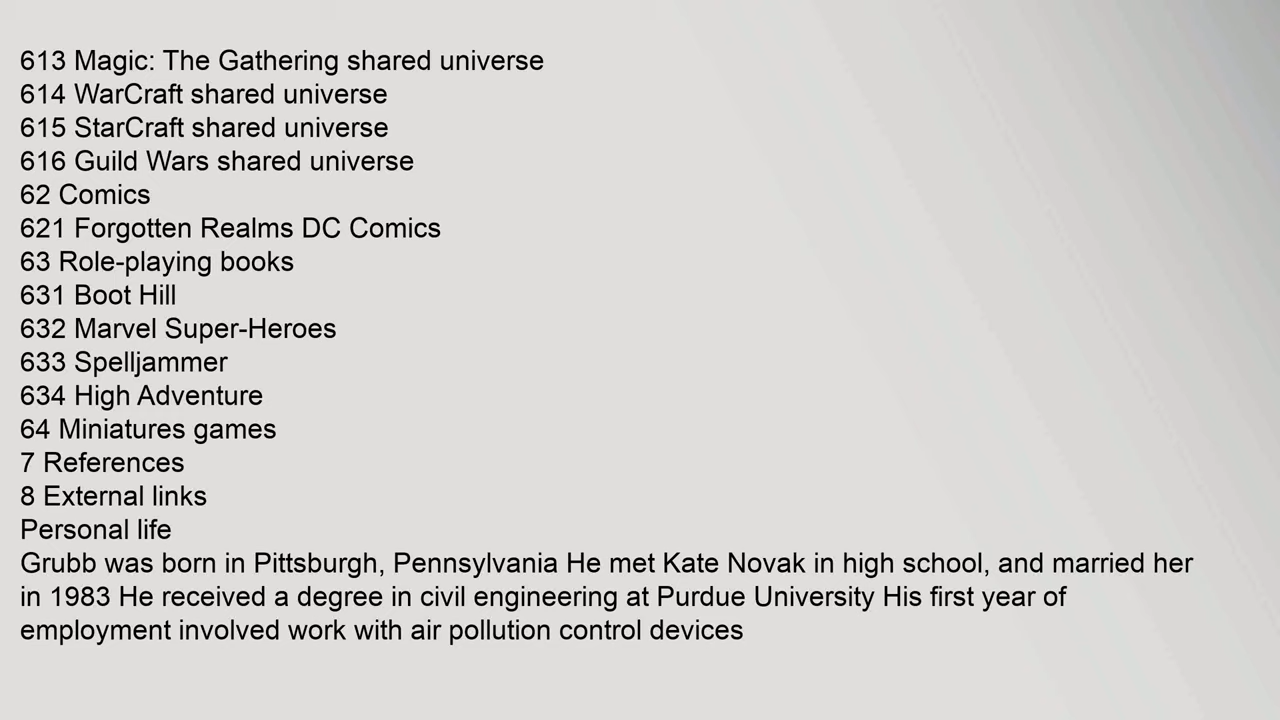 613 Magic: The Gathering shared universe
614 WarCraft shared universe
615 StarCraft shared universe
616 Guild Wars shared universe
62 Comics
621 Forgotten Realms DC Comics
63 Role-playing books
631 Boot Hill
632 Marvel Super-Heroes
633 Spelljammer
634 High Adventure
64 Miniatures games
7 References
8 External links
Personal life
Grubb was born in Pittsburgh, Pennsylvania He met Kate Novak in high school, and married her
in 1983 He received a degree in civil engineering at Purdue University His first year of
employment involved work with air pollution control devices